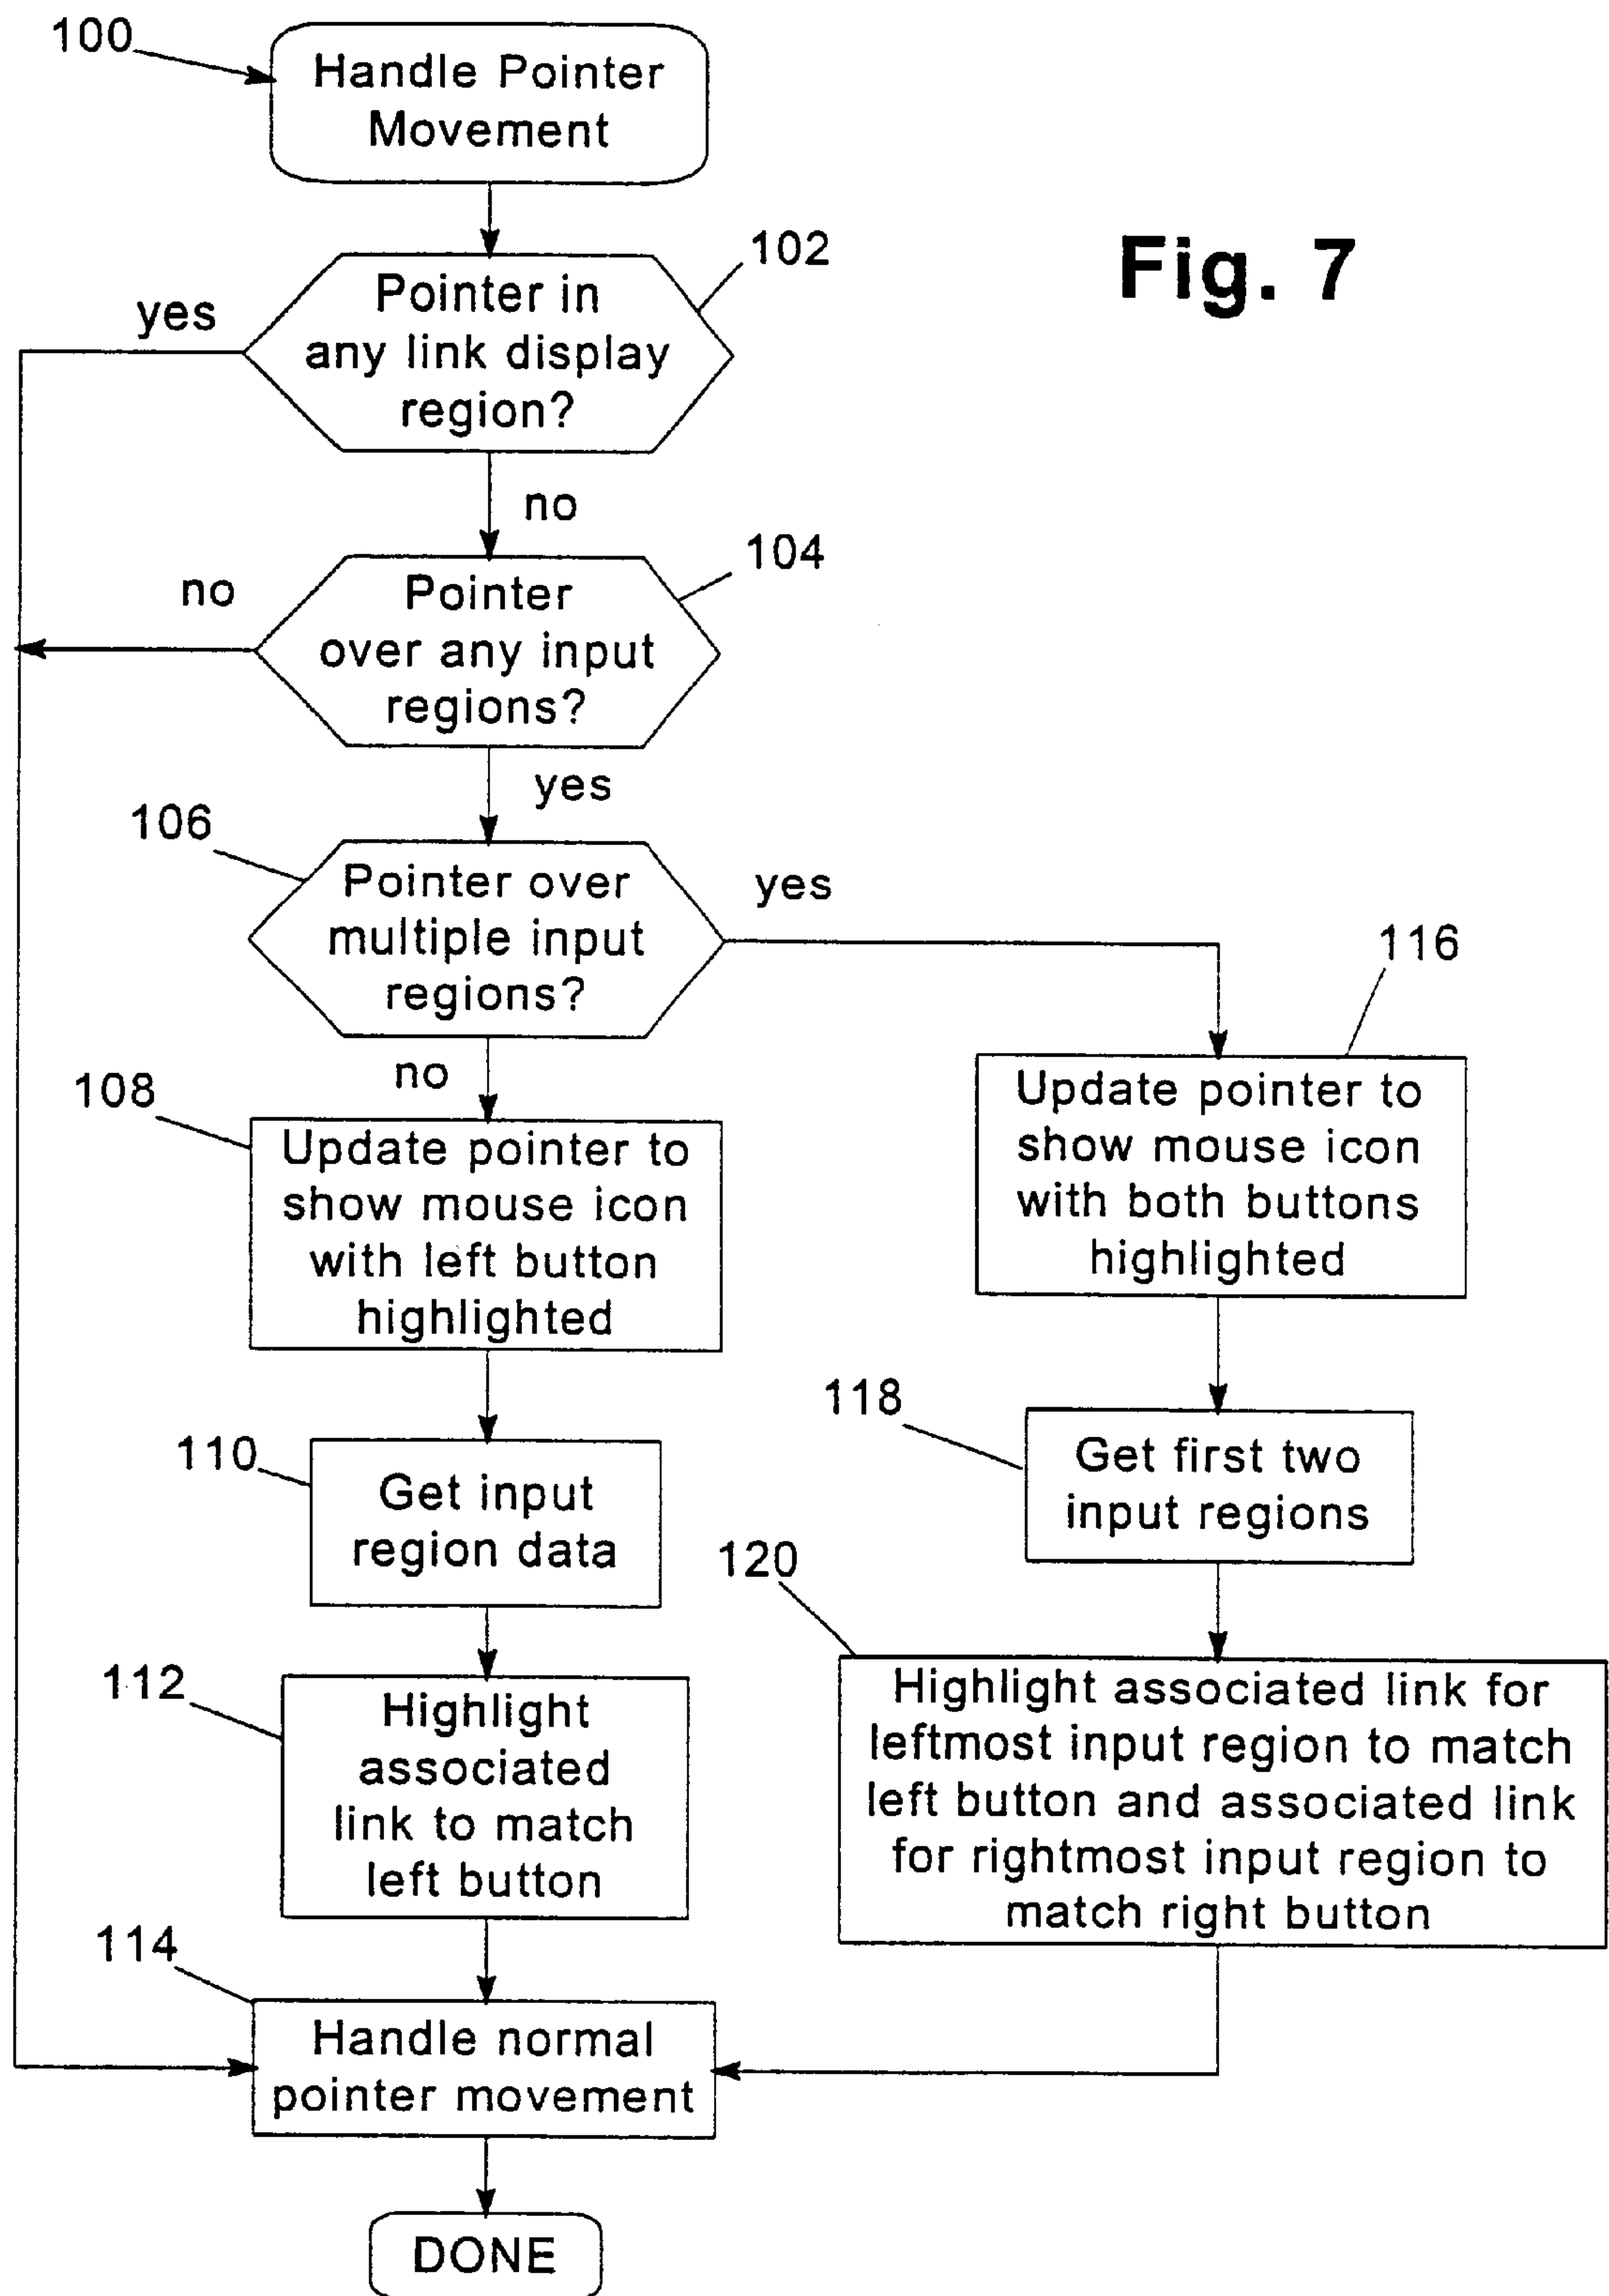 100
Handle Pointer
Movement
Fig. 7
102
Pointer in
any link display
region?
yes
no
104
Pointer
over any input
regions?
no
yes
106
Pointer over
multiple input
regions?
yes
no
108
Update pointer to
show mouse icon
with left button
highlighted
116
Update pointer to
show mouse icon
with both buttons
highlighted
110
Get input
region data
118
Get first two
input regions
112
Highlight
associated
link to match
left button
120
Highlight associated link for
leftmost input region to match
left button and associated link
for rightmost input region to
match right button
114
Handle normal
pointer movement
DONE